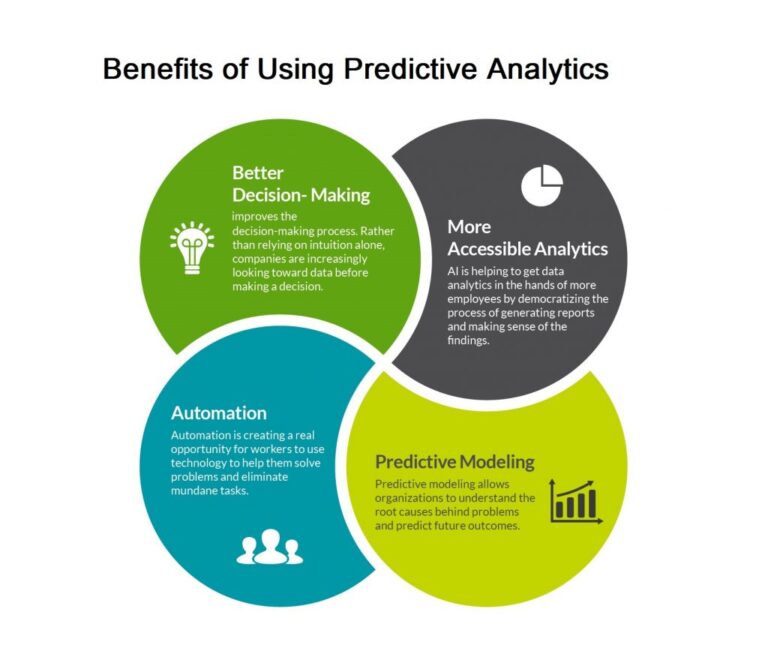 Benefits of Using Predictive Analytics
Better
Decision- Making
improves the
decision-making process. Rather
than relying on intuition alone,
companies are increasingly
looking toward data before
making a decision.
More
Accessible Analytics
AI is helping to get data
analytics in the hands of more
employees by democratizing the
process of generating reports
and making sense of the
findings.
Automation
Automation is creating a real
opportunity for workers to use
technology to help them solve
problems and eliminate
mundane tasks.
Predictive Modeling
Predictive modeling allows
organizations to understand the
root causes behind problems
and predict future outcomes.